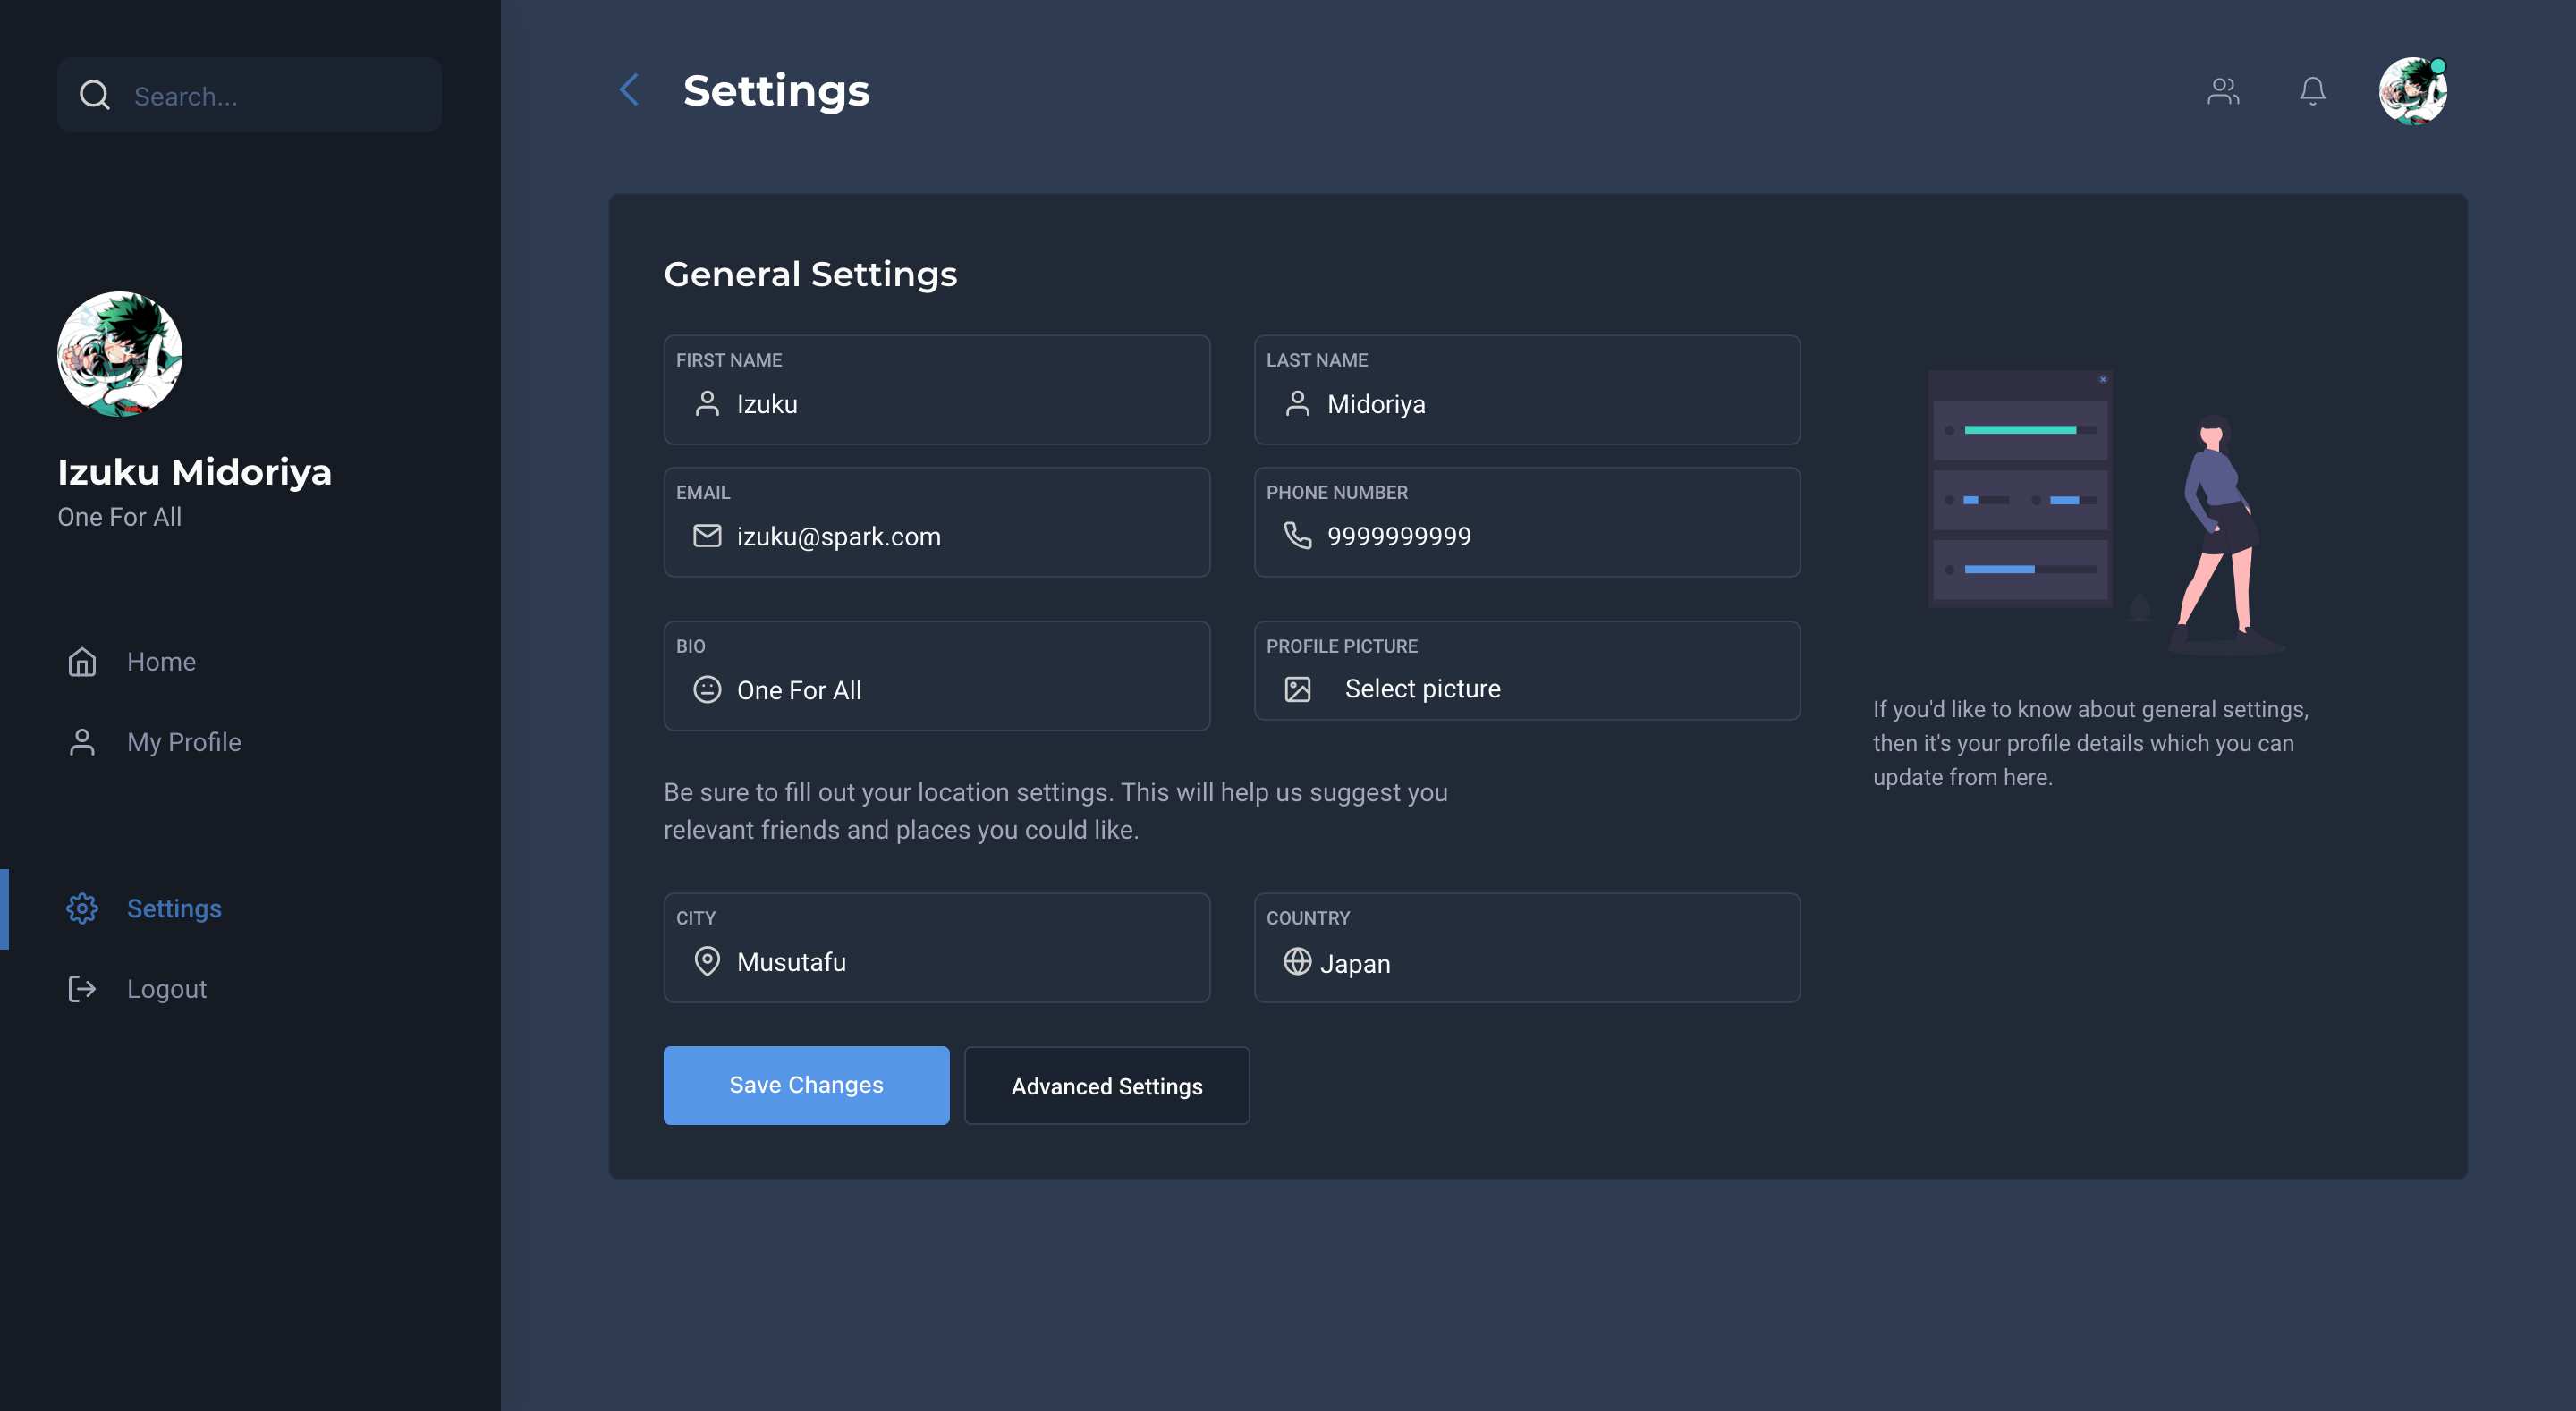 Search...
Izuku Midoriya
One For All
Home
My Profile
Settings
Logout
Settings
General Settings
FIRST NAME
Izuku
LAST NAME
Midoriya
EMAIL
izuku@spark.com
PHONE NUMBER
9999999999
BIO
One For All
PROFILE PICTURE
Select picture
Be sure to fill out your location settings. This will help us suggest you
relevant friends and places you could like.
CITY
Musutafu
COUNTRY
Japan
Save Changes
Advanced Settings
If you'd like to know about general settings,
then it's your profile details which you can
update from here.